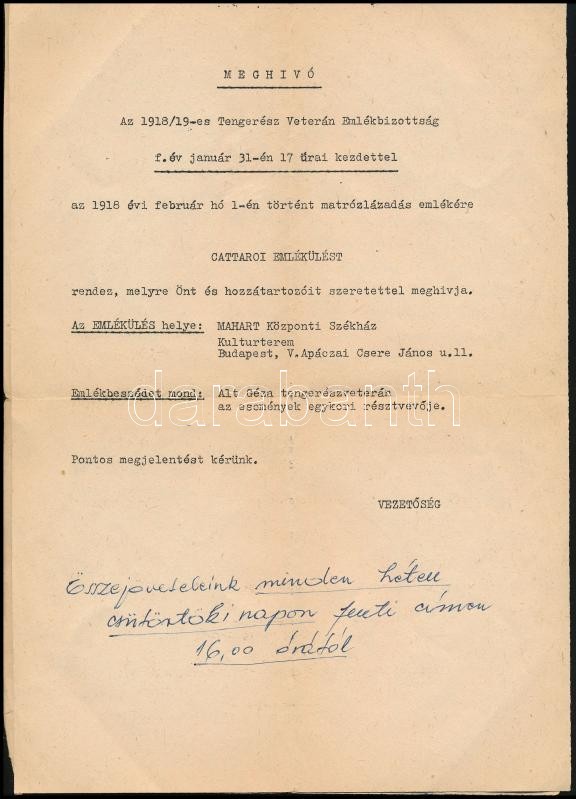 MEGHIVÓ
Az 1918/19-es Tengerész Veterán Emlékbizottság
f.év január 31-én 17 órai kezdettel
az 1918 évi február hó 1-én történt matrózlázadás emlékére
CATTAROI EMLÉKÜLÉST
rendez, melyre Önt és hozzátartozóit szeretettel meghivja.
Az EMLÉKÜLÉS helye: MAHART Központi Székház
Kulturterem
Budapest, V.Apáczai Csere János u.11.
Emlékbeszédet mond: Alt Géza tengerészveterán
az események egykori résztvevője.
darabanth
Pontos megjelentést kérünk.
VEZETŐSÉG
Összejöveteleink minden héten
csütörtöki napon fenti címen
16,00 órától